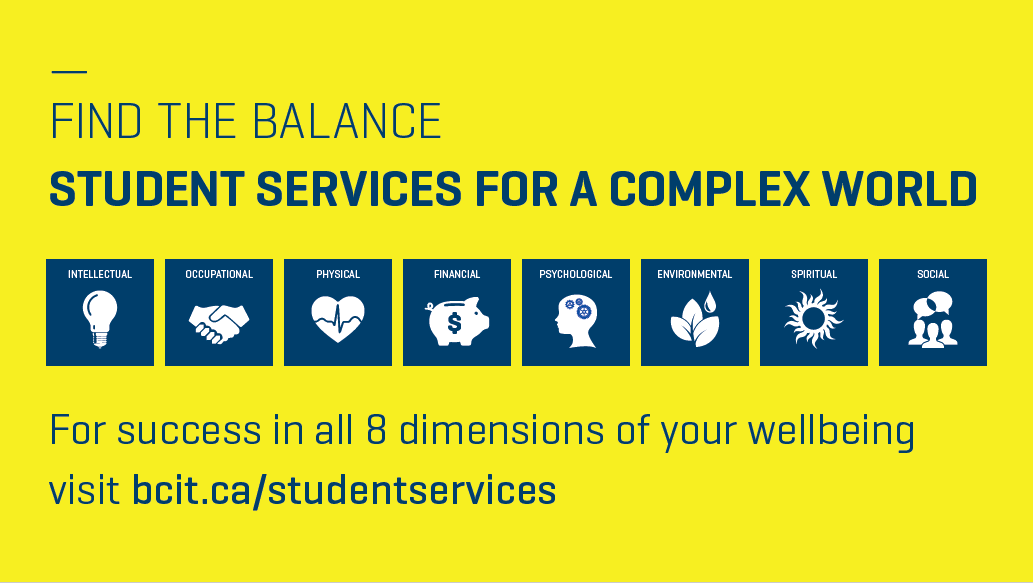 FIND THE BALANCE
STUDENT SERVICES FOR A COMPLEX WORLD
INTELLECTUAL OCCUPATIONAL PHYSICAL FINANCIAL PSYCHOLOGICAL ENVIRONMENTAL SPIRITUAL SOCIAL
$
For success in all 8 dimensions of your wellbeing
visit bcit.ca/studentservices